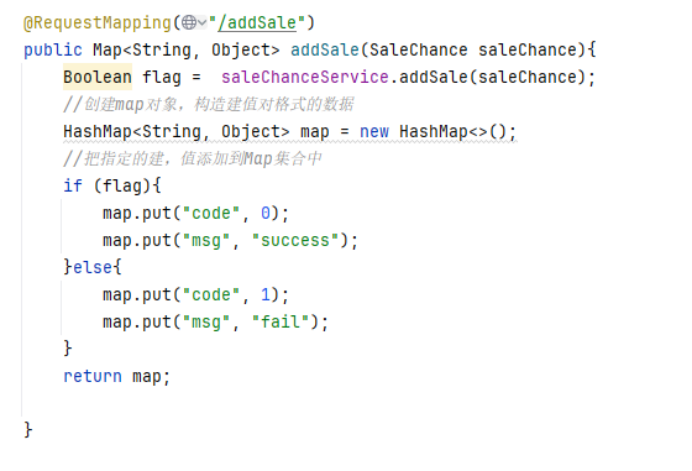 @RequestMapping("/addSale")
public Map<String, Object> addSale(SaleChance saleChance){
    Boolean flag =  saleChanceService.addSale(saleChance);
    //创建map对象，构造建值对格式的数据
    HashMap<String, Object> map = new HashMap<>();
    //把指定的建，值添加到Map集合中
    if (flag){
        map.put("code", 0);
        map.put("msg", "success");
    }else{
        map.put("code", 1);
        map.put("msg", "fail");
    }
    return map;
}